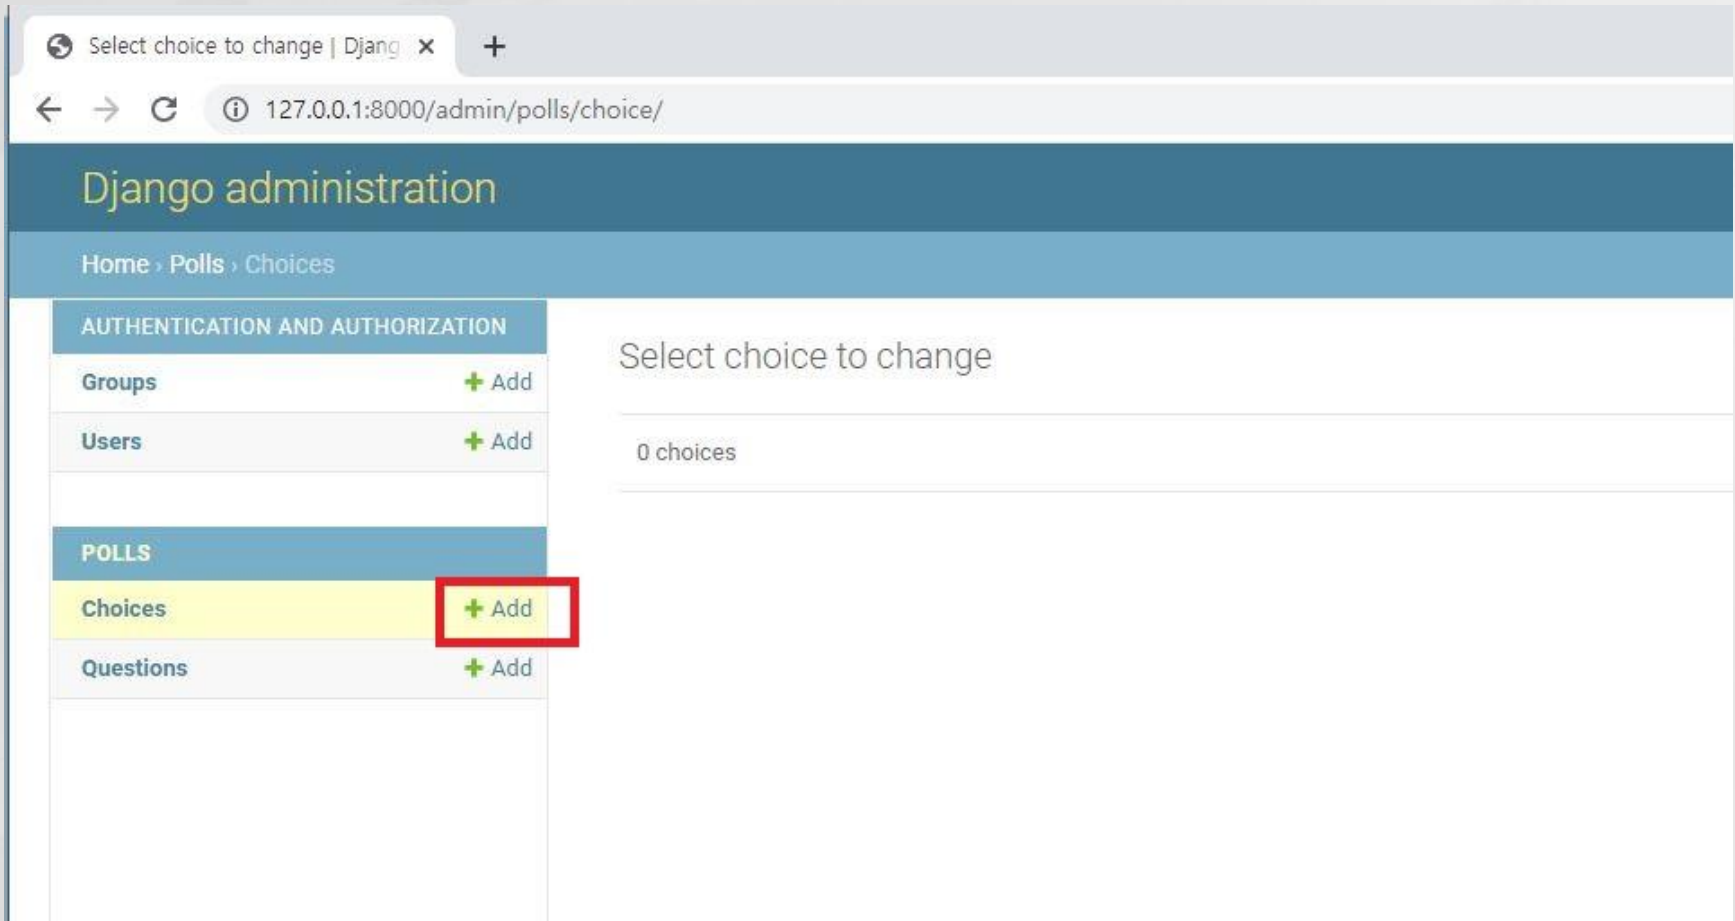 Select choice to change | Djang
127.0.0.1:8000/admin/polls/choice/
Django administration
Home › Polls › Choices
AUTHENTICATION AND AUTHORIZATION
Groups + Add
Users + Add
POLLS
Choices + Add
Questions + Add
Select choice to change
0 choices